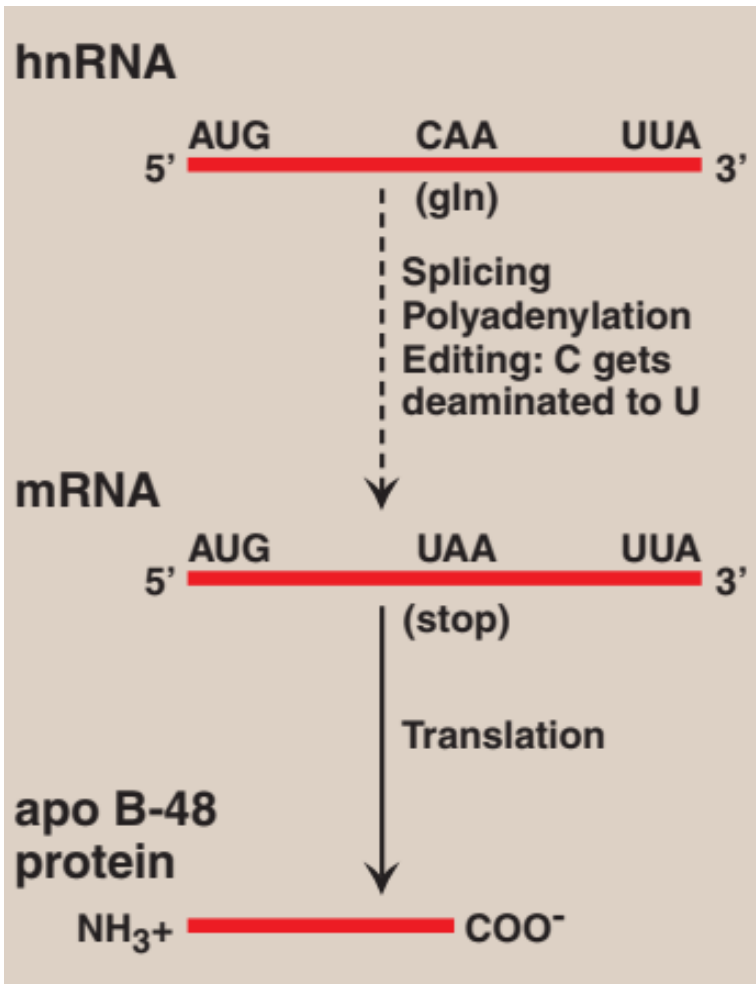 hnRNA
AUG CAA UUA
5’ 3’
(gln)
Splicing
Polyadenylation
Editing: C gets
deaminated to U
mRNA
AUG UAA UUA
5’ 3’
(stop)
Translation
apo B-48
protein
NH₃+ COO⁻